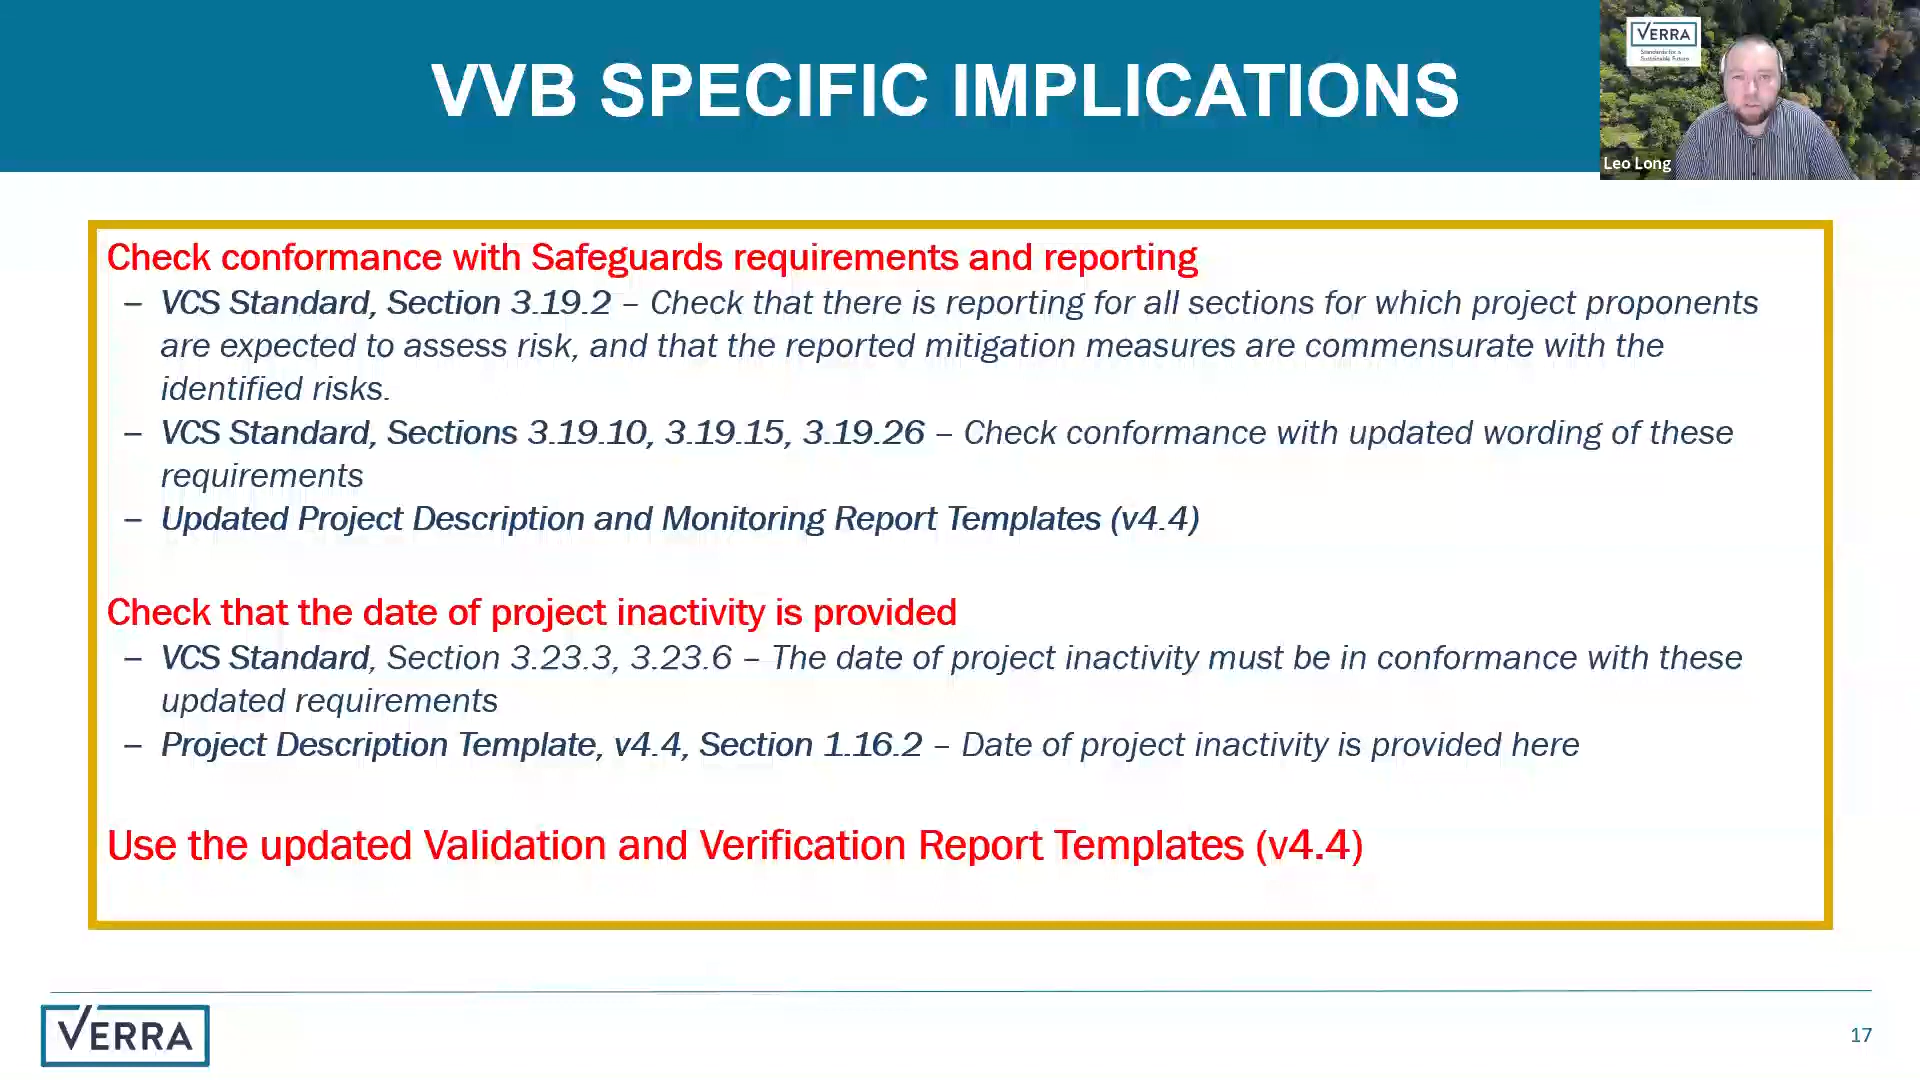 VVB SPECIFIC IMPLICATIONS
VERRA
Standards for a
Sustainable Future
Leo Long
Check conformance with Safeguards requirements and reporting
– VCS Standard, Section 3.19.2 – Check that there is reporting for all sections for which project proponents
are expected to assess risk, and that the reported mitigation measures are commensurate with the
identified risks.
– VCS Standard, Sections 3.19.10, 3.19.15, 3.19.26 – Check conformance with updated wording of these
requirements
– Updated Project Description and Monitoring Report Templates (v4.4)
Check that the date of project inactivity is provided
– VCS Standard, Section 3.23.3, 3.23.6 – The date of project inactivity must be in conformance with these
updated requirements
– Project Description Template, v4.4, Section 1.16.2 – Date of project inactivity is provided here
Use the updated Validation and Verification Report Templates (v4.4)
VERRA
17